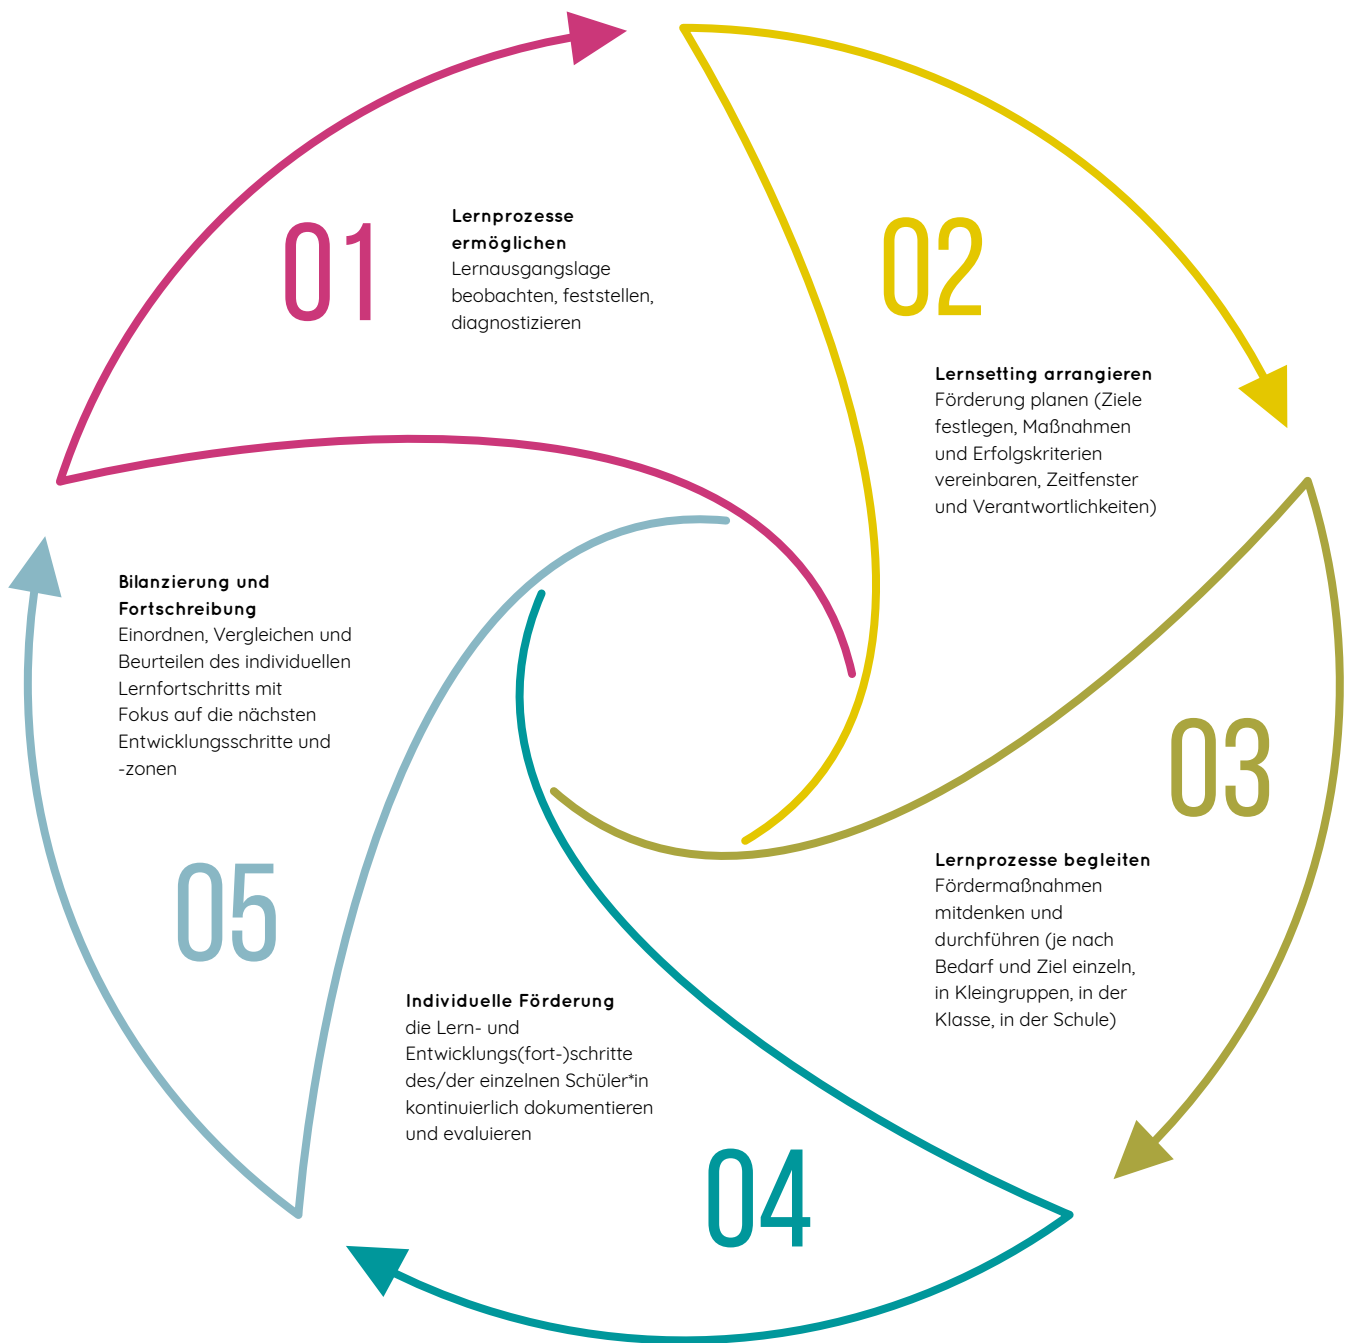 01
Lernprozesse
ermöglichen
Lernausgangslage
beobachten, feststellen,
diagnostizieren
02
Lernsetting arrangieren
Förderung planen (Ziele
festlegen, Maßnahmen
und Erfolgskriterien
vereinbaren, Zeitfenster
und Verantwortlichkeiten)
03
Lernprozesse begleiten
Fördermaßnahmen
mitdenken und
durchführen (je nach
Bedarf und Ziel einzeln,
in Kleingruppen, in der
Klasse, in der Schule)
Individuelle Förderung
die Lern- und
Entwicklungs(fort-)schritte
des/der einzelnen Schüler*in
kontinuierlich dokumentieren
und evaluieren
04
Bilanzierung und
Fortschreibung
Einordnen, Vergleichen und
Beurteilen des individuellen
Lernfortschritts mit
Fokus auf die nächsten
Entwicklungsschritte und
-zonen
05